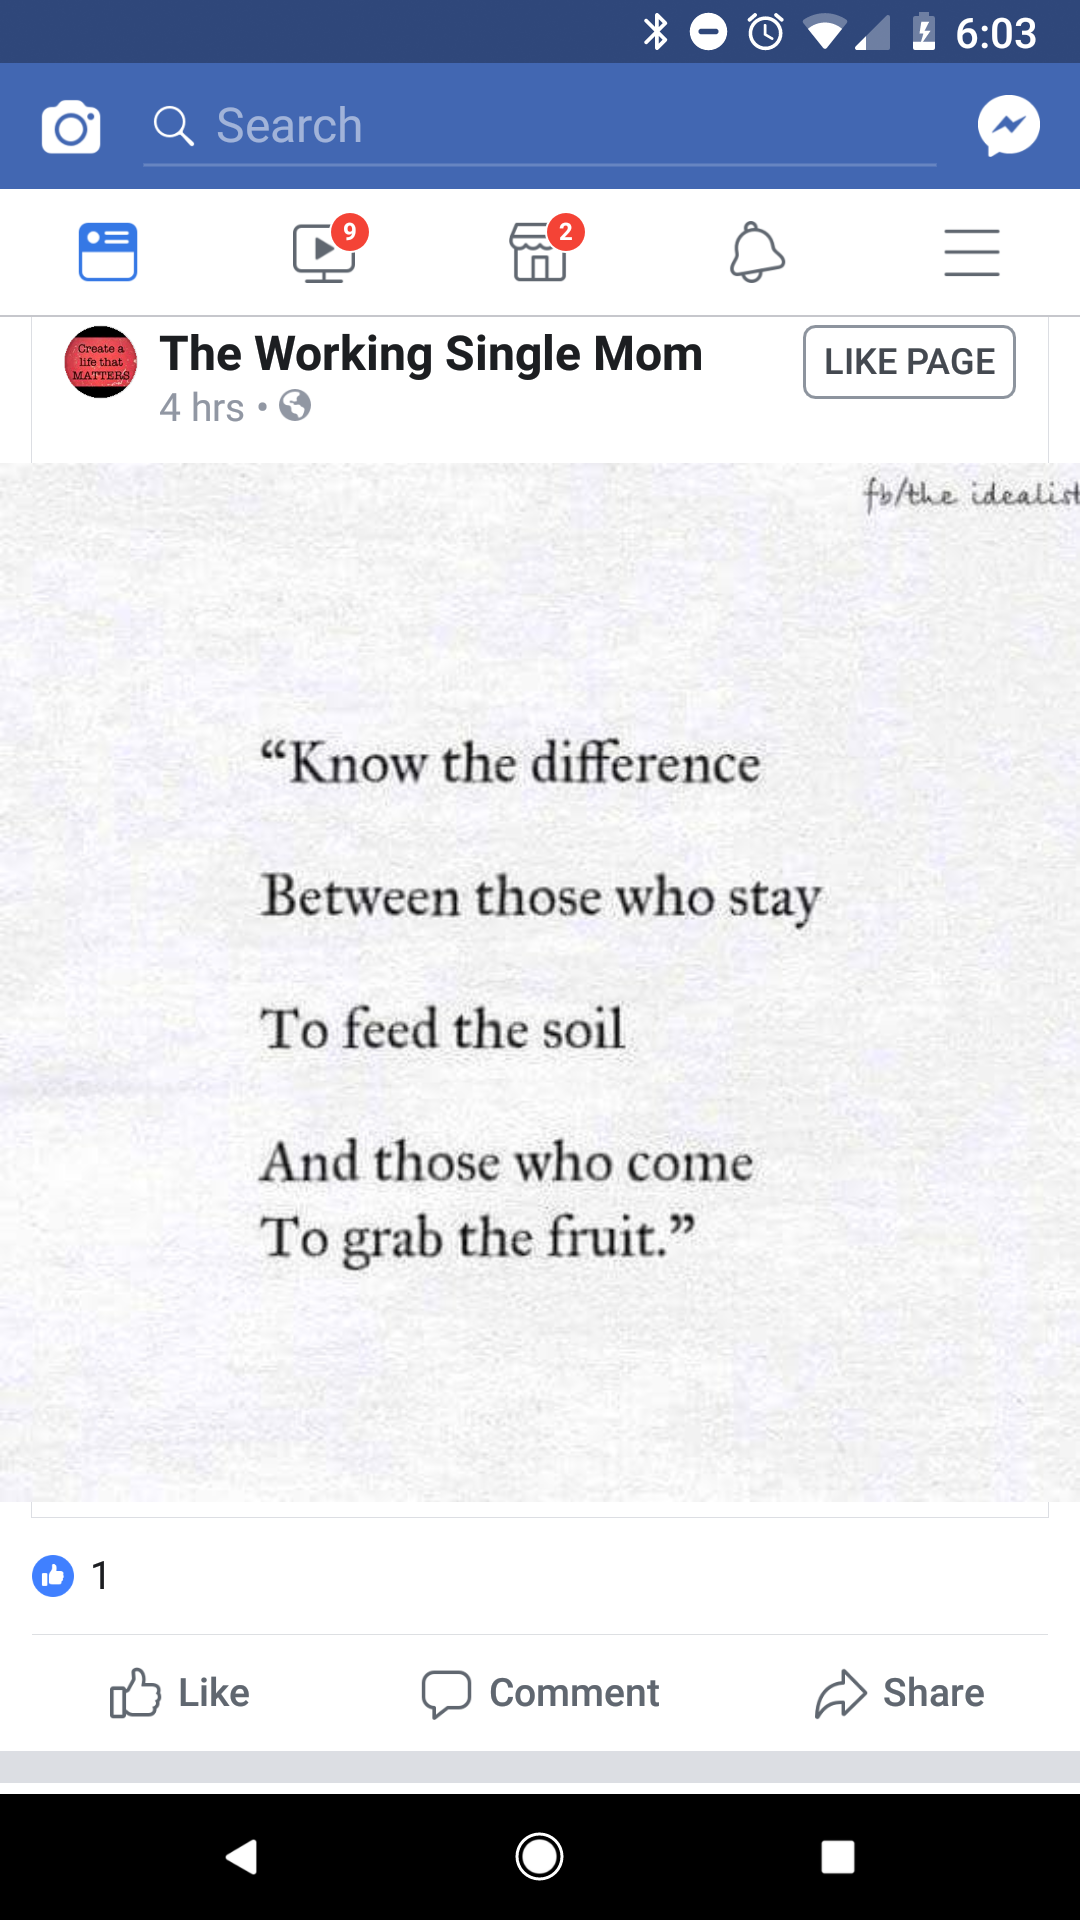 6:03
Search
9
2
Create a
life that
MATTERS
The Working Single Mom
LIKE PAGE
4 hrs •
fb/the idealist
“Know the difference
Between those who stay
To feed the soil
And those who come
To grab the fruit.”
1
Like
Comment
Share